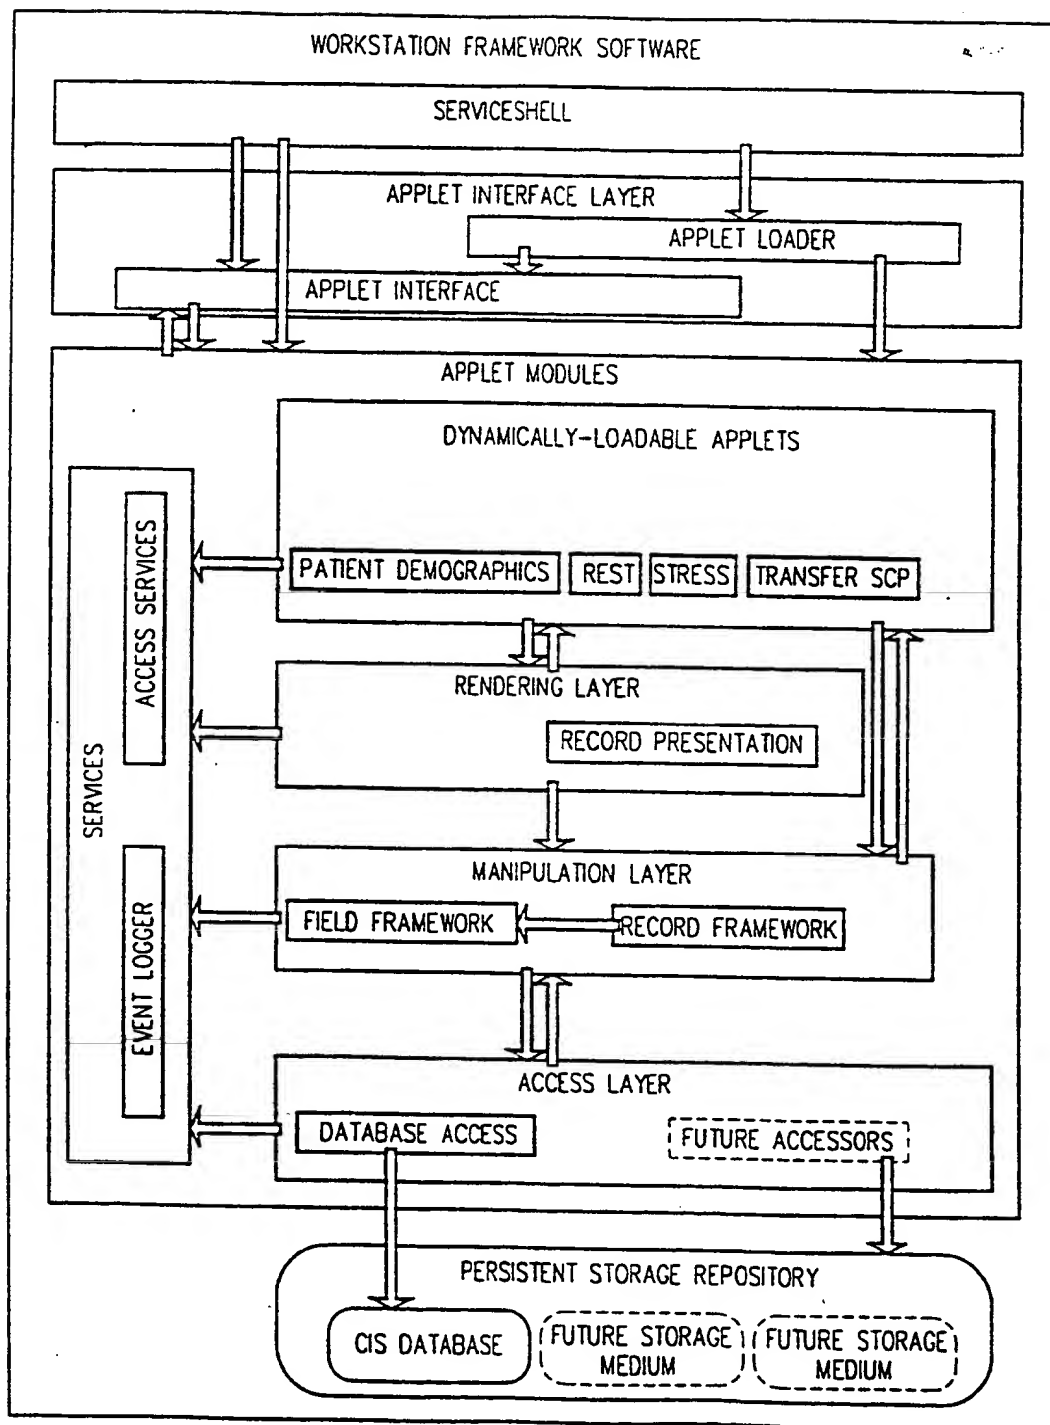 WORKSTATION FRAMEWORK SOFTWARE
SERVICESHELL
APPLET INTERFACE LAYER
APPLET LOADER
APPLET INTERFACE
APPLET MODULES
DYNAMICALLY-LOADABLE APPLETS
PATIENT DEMOGRAPHICS
REST
STRESS
TRANSFER SCP
SERVICES
ACCESS SERVICES
EVENT LOGGER
RENDERING LAYER
RECORD PRESENTATION
MANIPULATION LAYER
FIELD FRAMEWORK
RECORD FRAMEWORK
ACCESS LAYER
DATABASE ACCESS
FUTURE ACCESSORS
PERSISTENT STORAGE REPOSITORY
CIS DATABASE
FUTURE STORAGE
MEDIUM
FUTURE STORAGE
MEDIUM